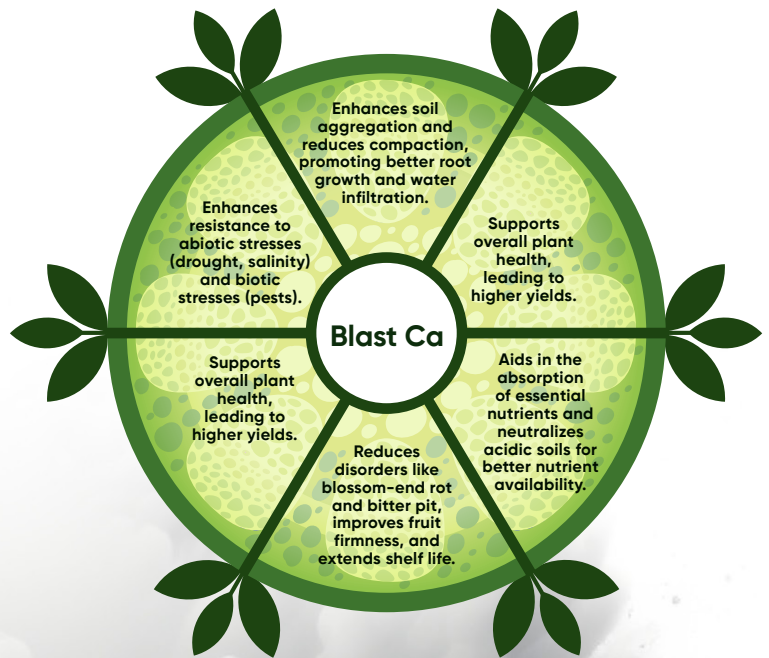 Enhances soil
aggregation and
reduces compaction,
promoting better root
growth and water
infiltration.
Supports
overall plant
health,
leading to
higher yields.
Aids in the
absorption
of essential
nutrients and
neutralizes
acidic soils for
better nutrient
availability.
Reduces
disorders like
blossom-end rot
and bitter pit,
improves fruit
firmness, and
extends shelf life.
Supports
overall plant
health,
leading to
higher yields.
Enhances
resistance to
abiotic stresses
(drought, salinity)
and biotic
stresses (pests).
Blast Ca